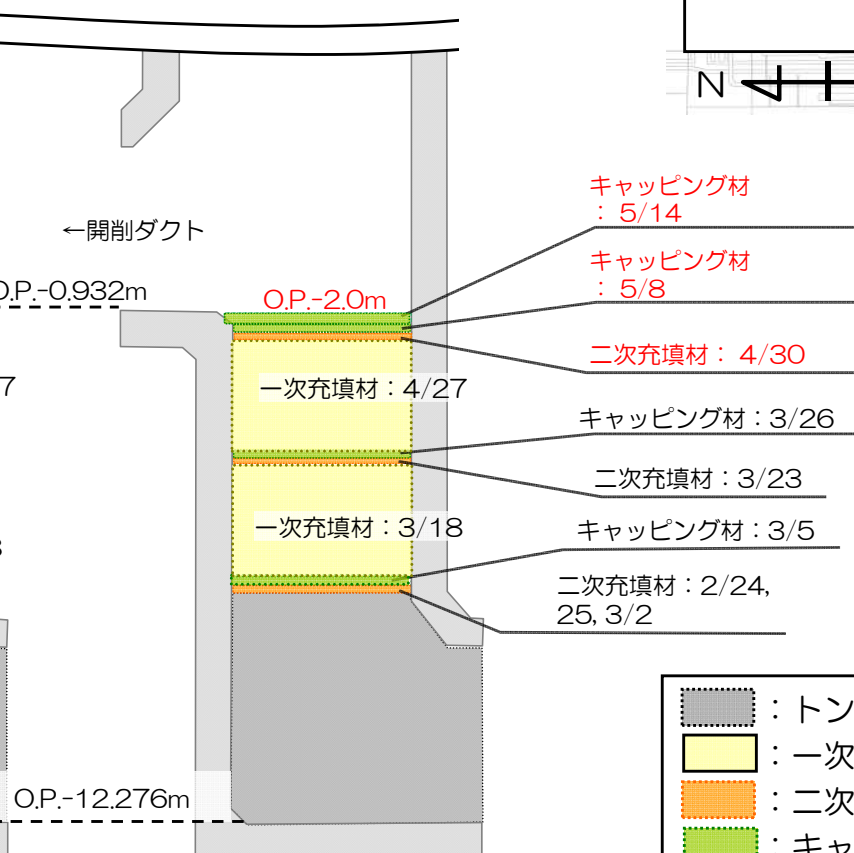 N
キャッピング材
: 5/14
←開削ダクト
キャッピング材
: 5/8
O.P.-0.932m
O.P.-2.0m
二次充填材: 4/30
一次充填材:4/27
7
キャッピング材:3/26
二次充填材:3/23
一次充填材:3/18
キャッピング材:3/5
二次充填材:2/24,
25, 3/2
:トン
:一次
:二次
O.P.-12.276m
:キャ